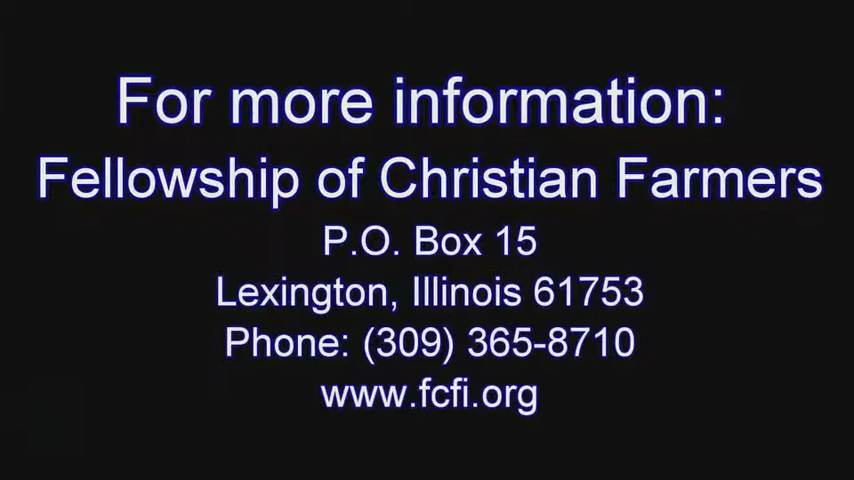 For more information:
Fellowship of Christian Farmers
P.O. Box 15
Lexington, Illinois 61753
Phone: (309) 365-8710
www.fcfi.org